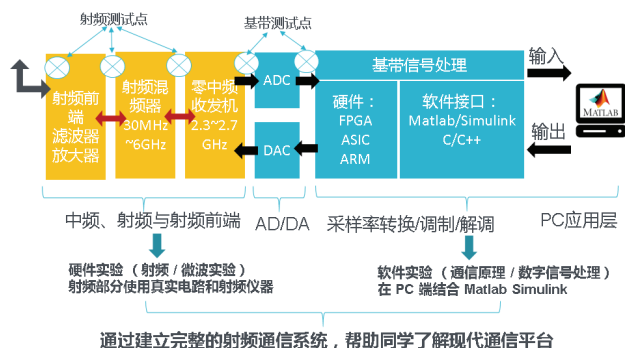 射频测试点
基带测试点
射频前
端
滤波器
放大器
射频混
频器
30MHz
~6GHz
零中频
收发机
2.3~2.7
GHz
ADC
DAC
基带信号处理
硬件：
FPGA
ASIC
ARM
软件接口：
Matlab/Simulink
C/C++
输入
MATLAB
输出
中频、射频与射频前端
AD/DA
采样率转换/调制/解调
PC应用层
硬件实验（射频 / 微波实验）
射频部分使用真实电路和射频仪器
软件实验（通信原理 / 数字信号处理）
在 PC 端结合 Matlab Simulink
通过建立完整的射频通信系统，帮助同学了解现代通信平台